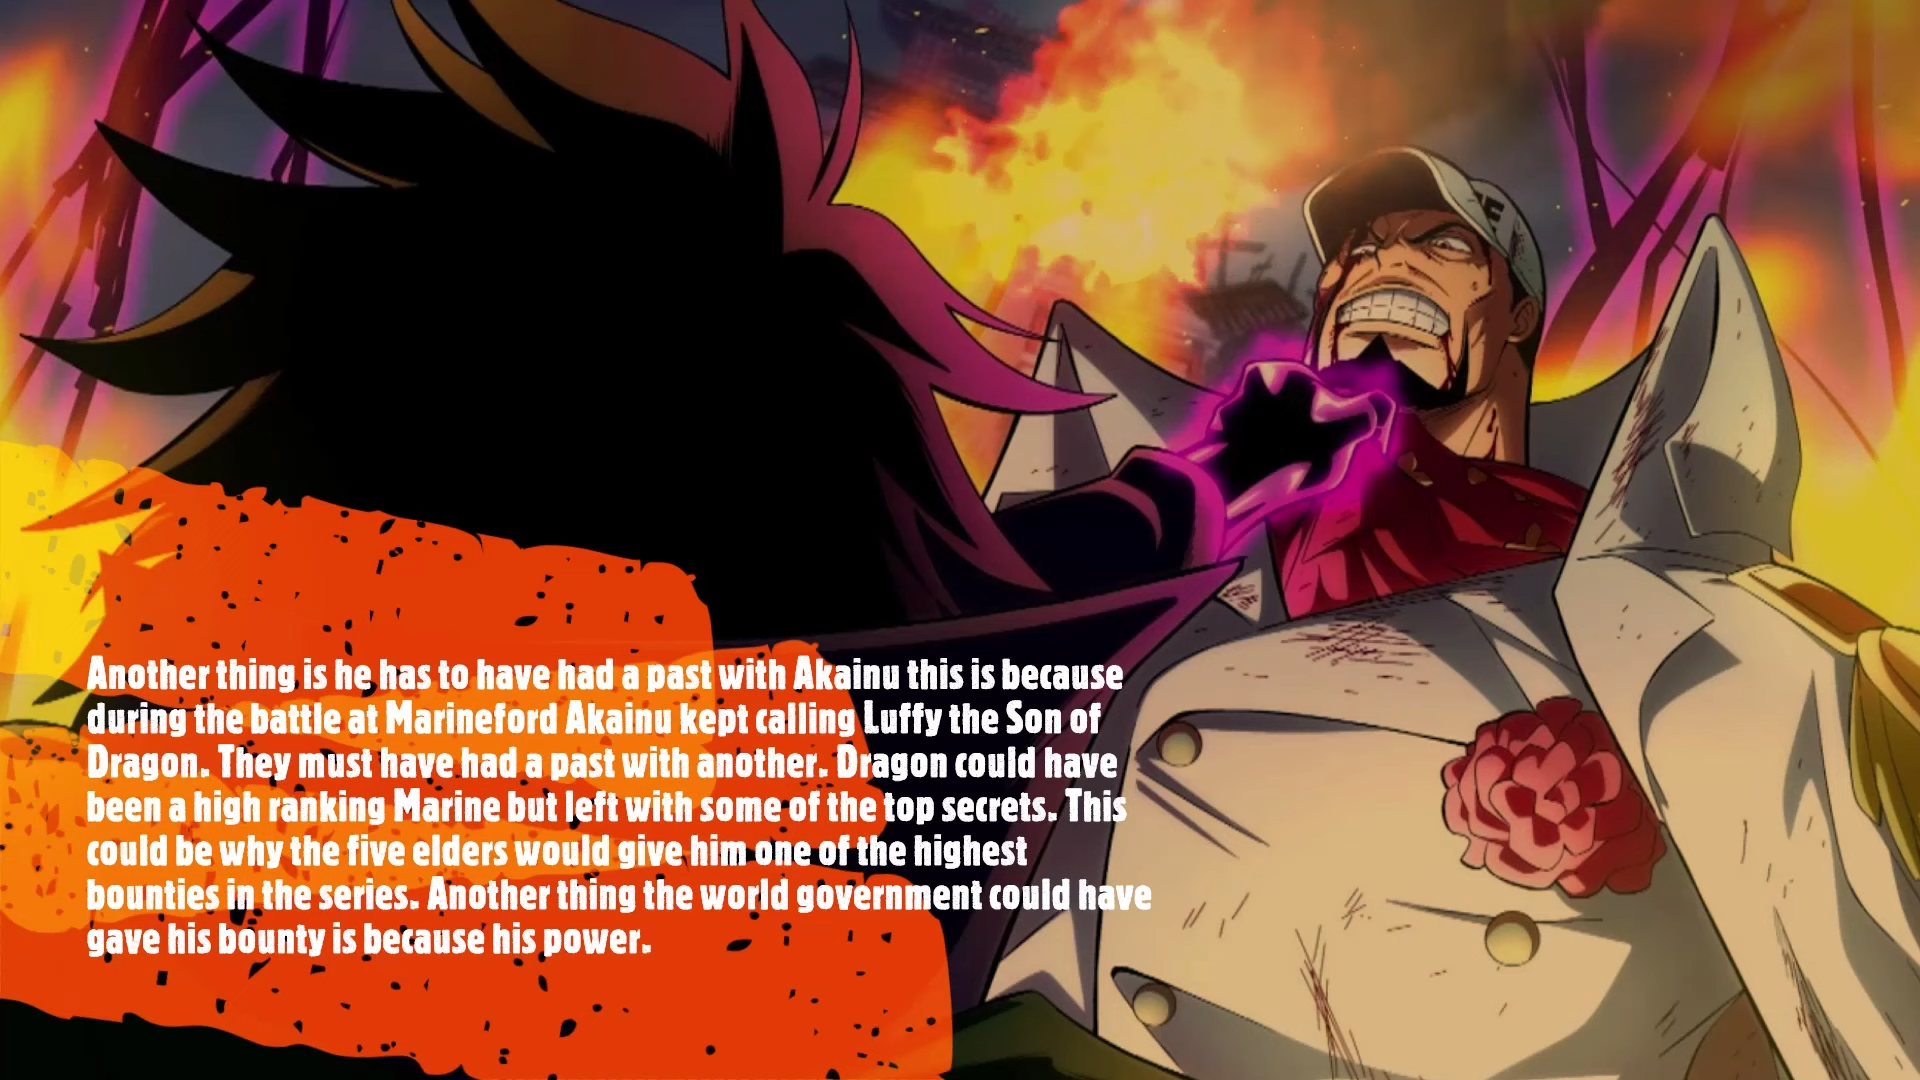 Another thing is he has to have had a past with Akainu this is because
during the battle at Marineford Akainu kept calling Luffy the Son of
Dragon. They must have had a past with another. Dragon could have
been a high ranking Marine but left with some of the top secrets. This
could be why the five elders would give him one of the highest
bounties in the series. Another thing the world government could have
gave his bounty is because his power.